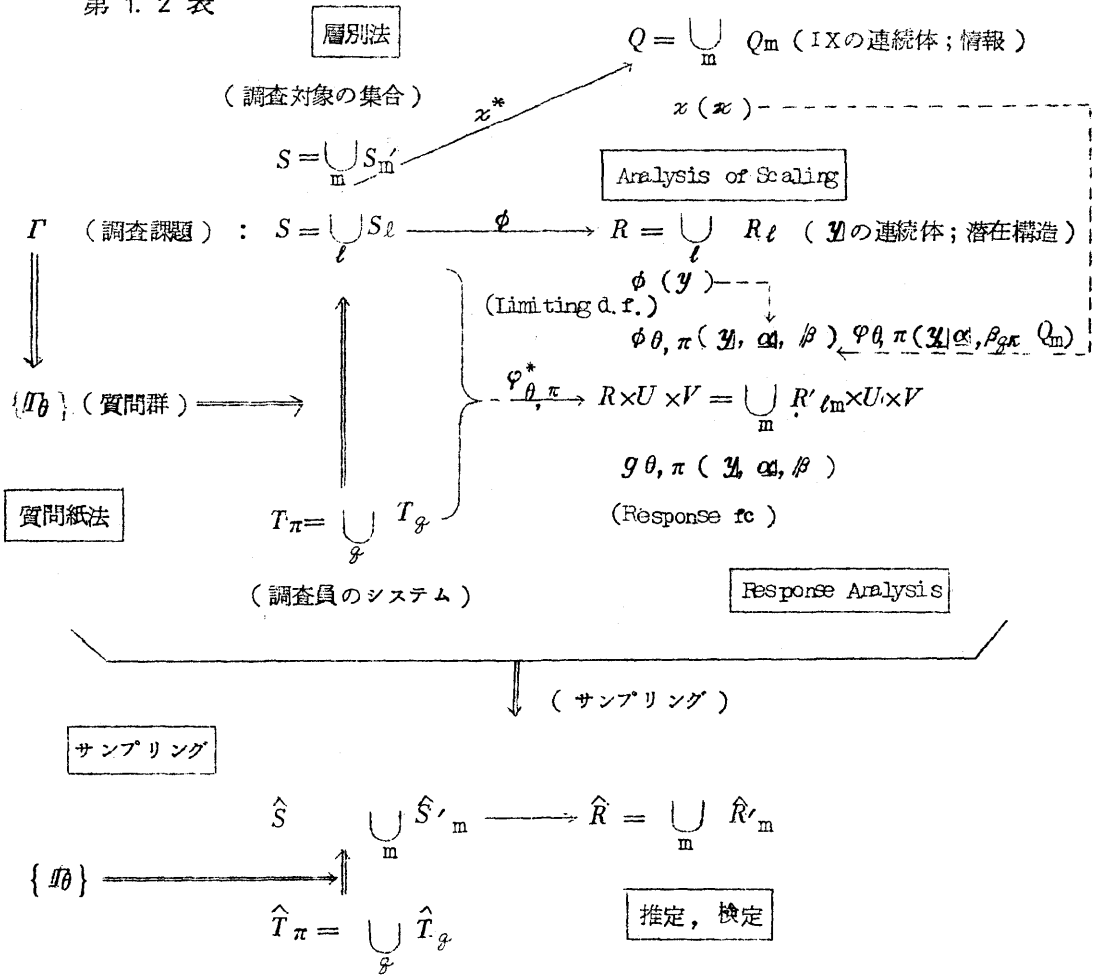 第 1. 2 表
層別法
Q = ⋃ Qm ( IXの連続体 ; 情報 )
m
( 調査対象の集合 )
x*
x (x)
S = ⋃ S′m
m
Analysis of Scaling
Γ ( 調査課題 ) : S = ⋃ Sℓ ϕ R = ⋃ Rℓ ( yの連続体 ; 潜在構造 )
ℓ ℓ
ϕ (y)
(Limiting d.f.)
ϕ θ, π ( y, α, β ) φθ, π (y|α, β Qm)
{Πθ} ( 質問群 )
φ*θ, π R×U×V = ⋃ R′ℓm×U×V
m
g θ, π ( y, α, β )
質問紙法
Tπ = ⋃ Tg
g
(Response fc )
( 調査員のシステム )
Response Analysis
( サンプリング )
サンプリング
Ŝ ⋃ Ŝ′m R̂ = ⋃ R̂′m
m m
{ Πθ }
T̂π = ⋃ T̂g
g
推定, 検定